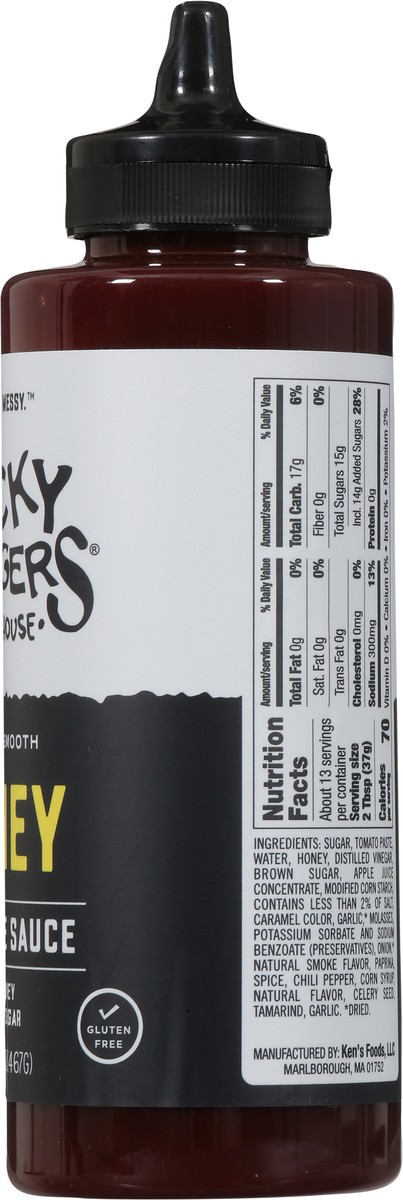 MESSY.™
CKY
GERS®
OUSE•
SMOOTH
EY
E SAUCE
EY
GAR
(467G)
GLUTEN
FREE
Nutrition
Facts
About 13 servings
per container
Serving size
2 Tbsp (37g)
Calories 70
per serving
Amount/serving % Daily Value
Total Fat 0g 0%
Sat. Fat 0g 0%
Trans Fat 0g
Cholesterol 0mg 0%
Sodium 300mg 13%
Amount/serving % Daily Value
Total Carb. 17g 6%
Fiber 0g 0%
Total Sugars 15g
Incl. 14g Added Sugars 28%
Protein 0g
Vitamin D 0% • Calcium 0% • Iron 0% • Potassium 2%
INGREDIENTS: SUGAR, TOMATO PASTE,
WATER, HONEY, DISTILLED VINEGAR,
BROWN SUGAR, APPLE JUICE
CONCENTRATE, MODIFIED CORN STARCH,
CONTAINS LESS THAN 2% OF SALT,
CARAMEL COLOR, GARLIC,* MOLASSES,
POTASSIUM SORBATE AND SODIUM
BENZOATE (PRESERVATIVES), ONION,*
NATURAL SMOKE FLAVOR, PAPRIKA,
SPICE, CHILI PEPPER, CORN SYRUP,
NATURAL FLAVOR, CELERY SEED,
TAMARIND, GARLIC. *DRIED.
MANUFACTURED BY: Ken's Foods, LLC
MARLBOROUGH, MA 01752